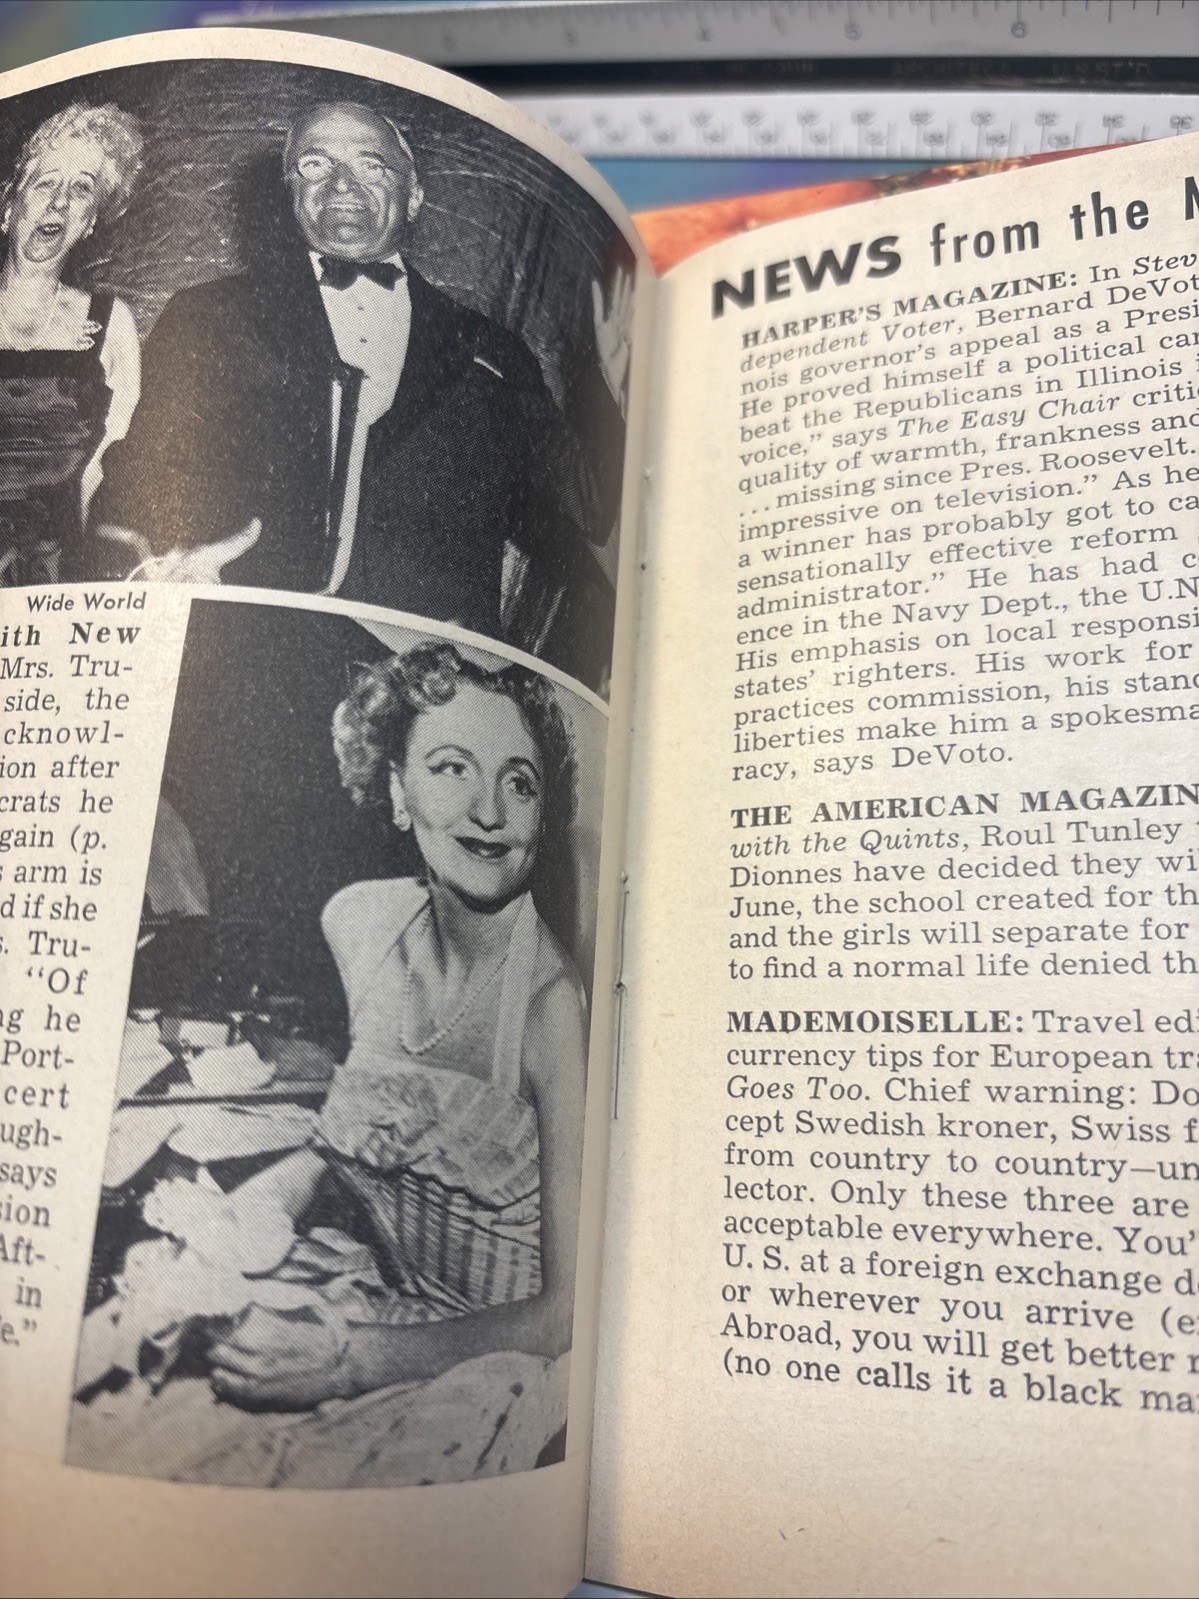 Wide World
ith New
Mrs. Tru-
side, the
cknowl-
ion after
crats he
gain (p.
s arm is
d if she
s. Tru-
"Of
ng he
Port-
cert
ough-
says
sion
Aft-
in
fe."
NEWS from the M
HARPER'S MAGAZINE: In Stev
dependent Voter, Bernard DeVot
nois governor's appeal as a Presi
He proved himself a political car
beat the Republicans in Illinois i
voice," says The Easy Chair critic
quality of warmth, frankness and
...missing since Pres. Roosevelt.
impressive on television." As he
a winner has probably got to ca
sensationally effective reform
administrator." He has had c
ence in the Navy Dept., the U.N
His emphasis on local responsi
states' righters. His work for
practices commission, his stand
liberties make him a spokesma
racy, says DeVoto.
THE AMERICAN MAGAZIN
with the Quints, Roul Tunley
Dionnes have decided they wil
June, the school created for th
and the girls will separate for
to find a normal life denied th
MADEMOISELLE: Travel edi
currency tips for European tra
Goes Too. Chief warning: Do
cept Swedish kroner, Swiss f
from country to country—un
lector. Only these three are
acceptable everywhere. You'
U. S. at a foreign exchange d
or wherever you arrive (e
Abroad, you will get better r
(no one calls it a black ma